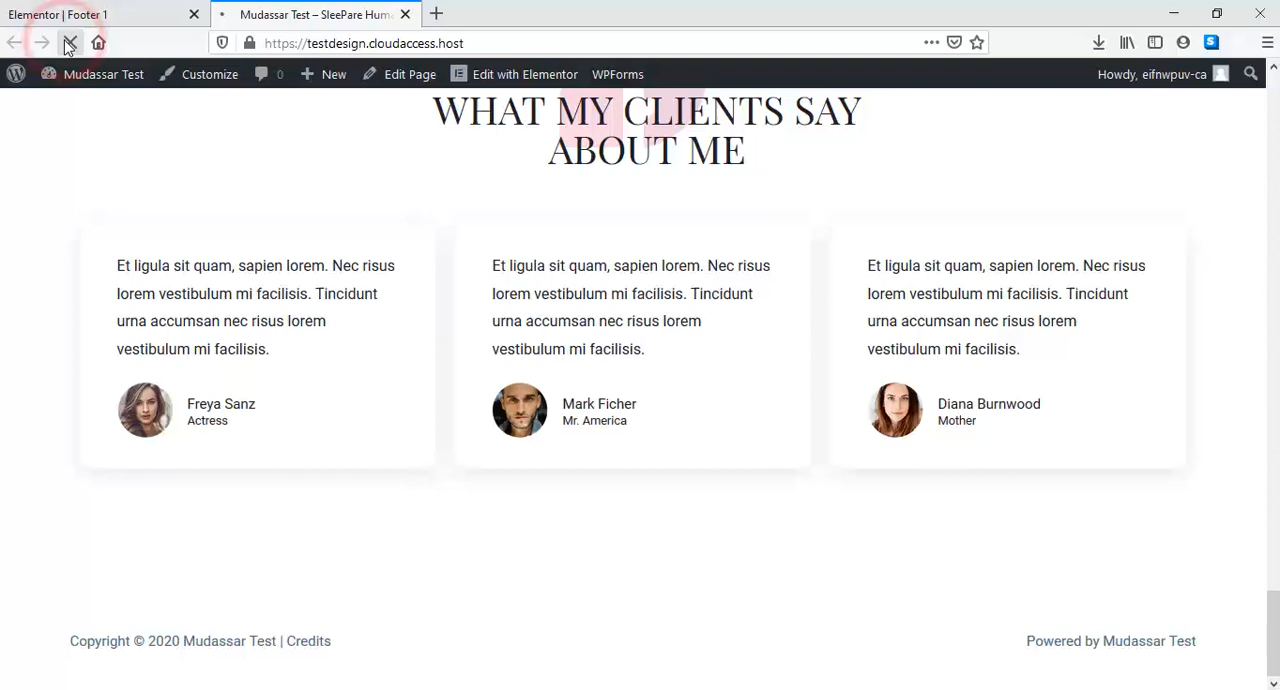 Elementor | Footer 1
Mudassar Test – SleePare Hum
https://testdesign.cloudaccess.host
Mudassar Test
Customize
0
New
Edit Page
Edit with Elementor
WPForms
Howdy, eifnwpuv-ca
WHAT MY CLIENTS SAY
ABOUT ME
Et ligula sit quam, sapien lorem. Nec risus
lorem vestibulum mi facilisis. Tincidunt
urna accumsan nec risus lorem
vestibulum mi facilisis.
Freya Sanz
Actress
Et ligula sit quam, sapien lorem. Nec risus
lorem vestibulum mi facilisis. Tincidunt
urna accumsan nec risus lorem
vestibulum mi facilisis.
Mark Ficher
Mr. America
Et ligula sit quam, sapien lorem. Nec risus
lorem vestibulum mi facilisis. Tincidunt
urna accumsan nec risus lorem
vestibulum mi facilisis.
Diana Burnwood
Mother
Copyright © 2020 Mudassar Test | Credits
Powered by Mudassar Test